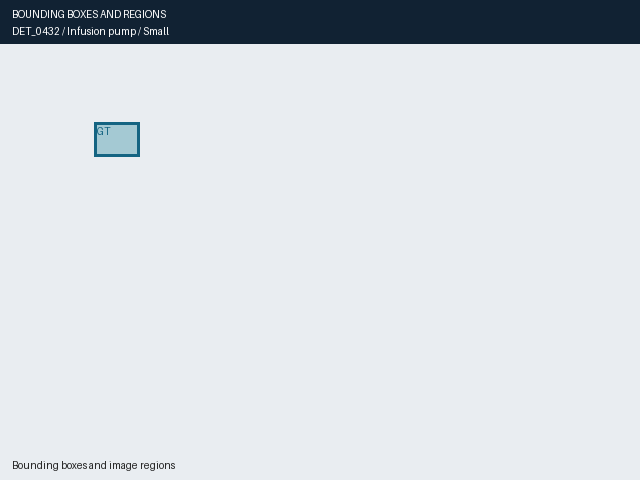 BOUNDING BOXES AND REGIONS
DET_0432 / Infusion pump / Small
GT
Bounding boxes and image regions